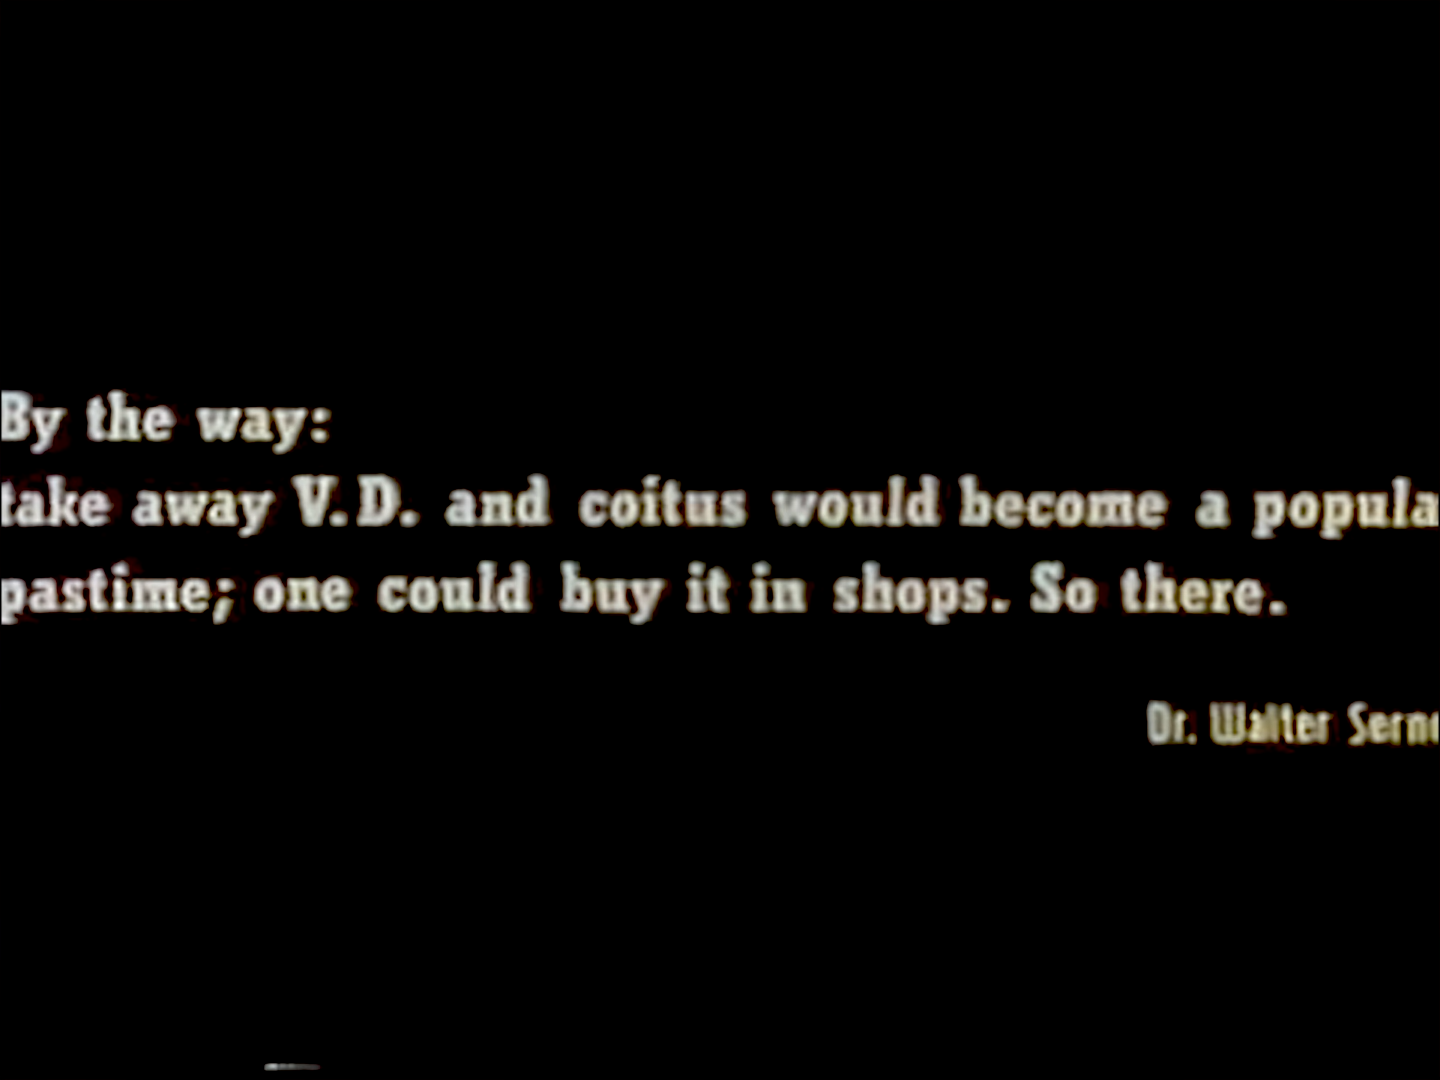 By the way:
take away V.D. and coitus would become a popula
pastime; one could buy it in shops. So there.
Dr. Walter Sern